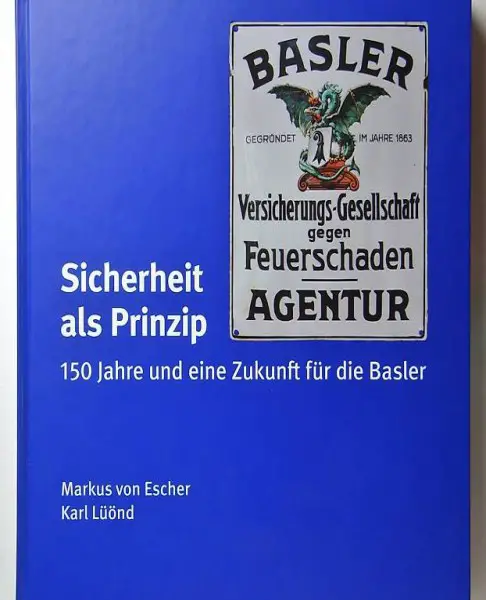 BASLER
GEGRÜNDET IM JAHRE 1863
Versicherungs-Gesellschaft
gegen
Feuerschaden
AGENTUR
Sicherheit
als Prinzip
150 Jahre und eine Zukunft für die Basler
Markus von Escher
Karl Lüönd